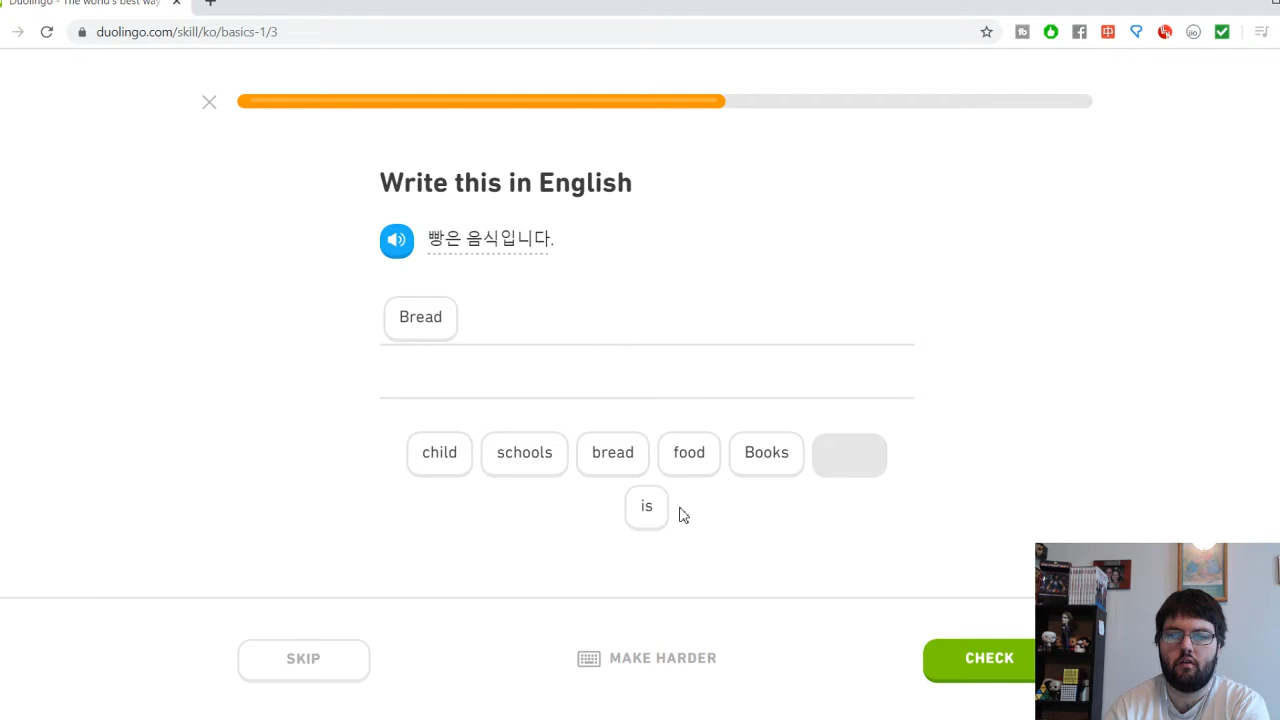 Duolingo - The world's best way
duolingo.com/skill/ko/basics-1/3
Write this in English
빵은 음식입니다.
Bread
child schools bread food Books
is
SKIP
MAKE HARDER
CHECK